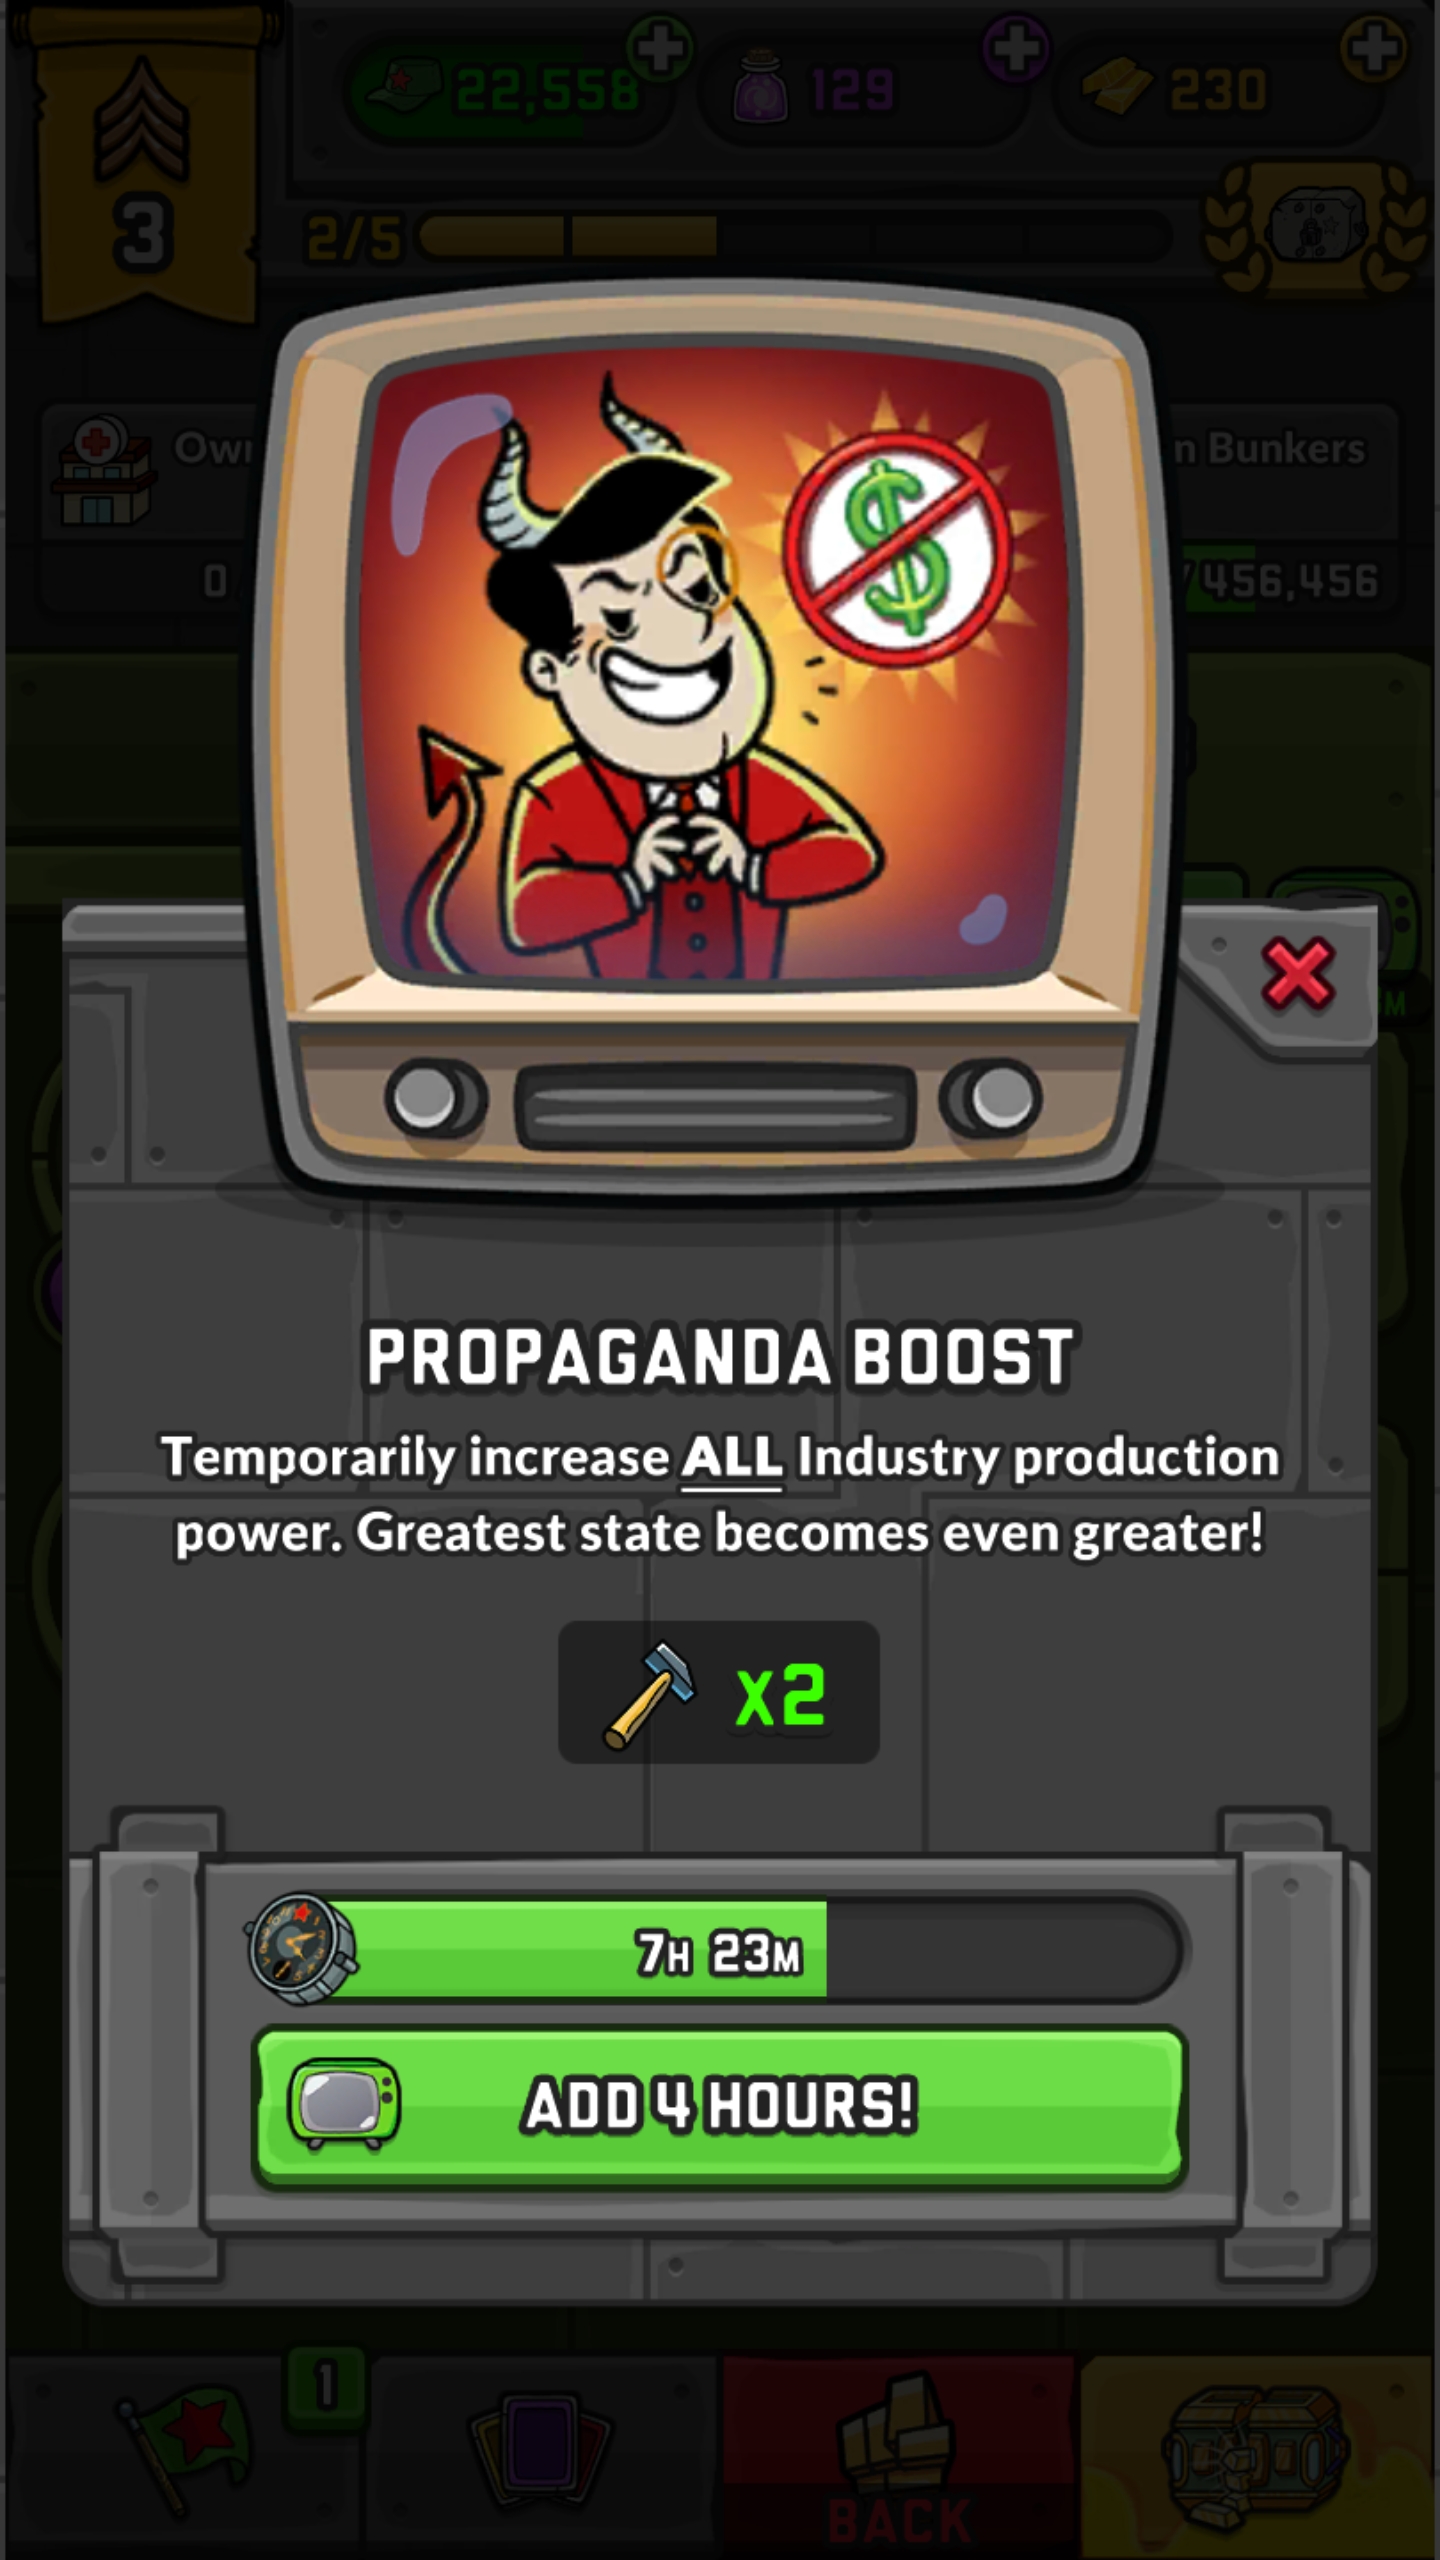 22,558
129
230
3
2/5
Own
n Bunkers
0
/456,456
M
PROPAGANDA BOOST
Temporarily increase ALL Industry production
power. Greatest state becomes even greater!
X2
7H 23M
ADD 4 HOURS!
1
BACK